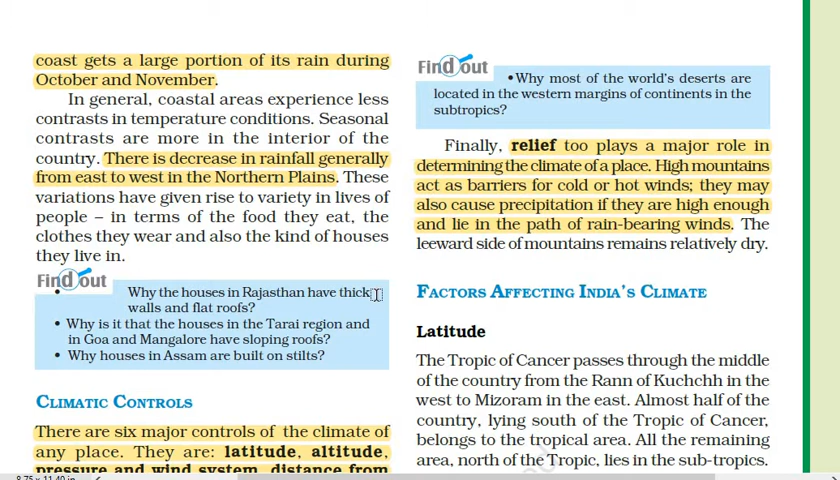 coast gets a large portion of its rain during
October and November.
In general, coastal areas experience less
contrasts in temperature conditions. Seasonal
contrasts are more in the interior of the
country. There is decrease in rainfall generally
from east to west in the Northern Plains. These
variations have given rise to variety in lives of
people – in terms of the food they eat, the
clothes they wear and also the kind of houses
they live in.
Find out
• Why the houses in Rajasthan have thick
walls and flat roofs?
• Why is it that the houses in the Tarai region and
in Goa and Mangalore have sloping roofs?
• Why houses in Assam are built on stilts?
CLIMATIC CONTROLS
There are six major controls of the climate of
any place. They are: latitude, altitude,
pressure and wind system, distance from
8.75 x 11.40 in
Find out
• Why most of the world's deserts are
located in the western margins of continents in the
subtropics?
Finally, relief too plays a major role in
determining the climate of a place. High mountains
act as barriers for cold or hot winds; they may
also cause precipitation if they are high enough
and lie in the path of rain-bearing winds. The
leeward side of mountains remains relatively dry.
FACTORS AFFECTING INDIA'S CLIMATE
Latitude
The Tropic of Cancer passes through the middle
of the country from the Rann of Kuchchh in the
west to Mizoram in the east. Almost half of the
country, lying south of the Tropic of Cancer,
belongs to the tropical area. All the remaining
area, north of the Tropic, lies in the sub-tropics.